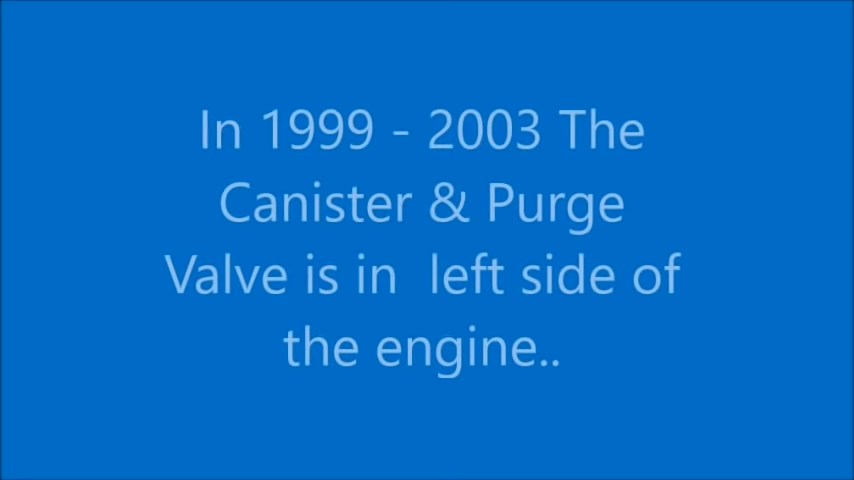 In 1999 - 2003 The
Canister & Purge
Valve is in  left side of
the engine..